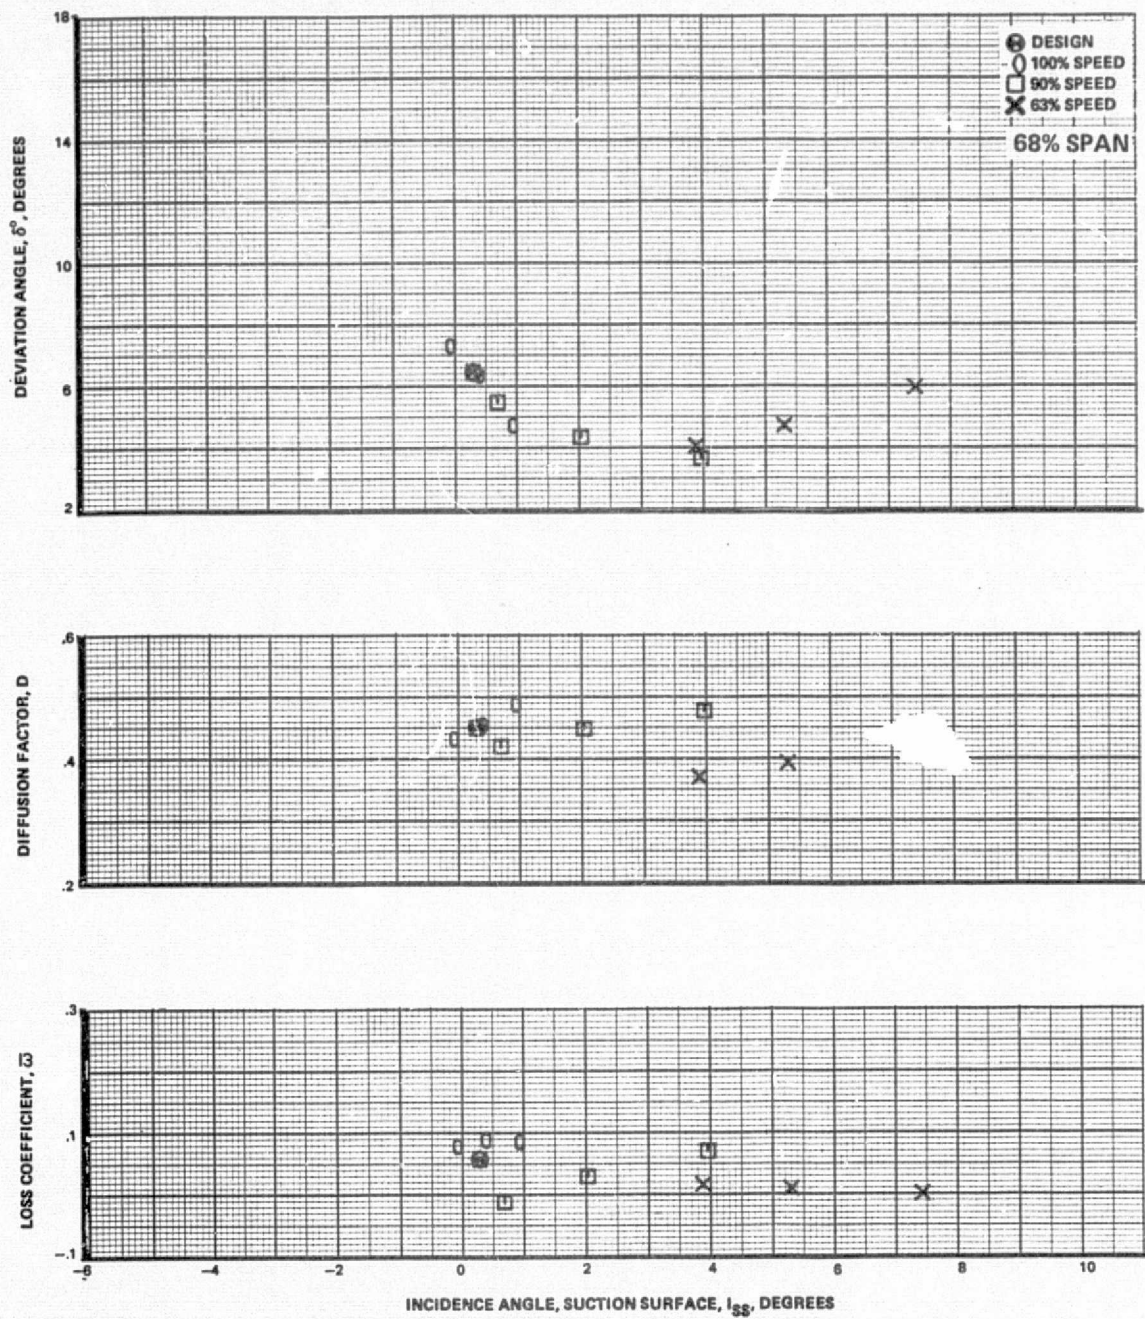 18
14
10
6
2
DEVIATION ANGLE, δ°, DEGREES
DESIGN
100% SPEED
90% SPEED
63% SPEED
68% SPAN
.6
.4
.2
DIFFUSION FACTOR, D
.3
.1
-.1
LOSS COEFFICIENT, ω̅
-6 -4 -2 0 2 4 6 8 10
INCIDENCE ANGLE, SUCTION SURFACE, ISS, DEGREES